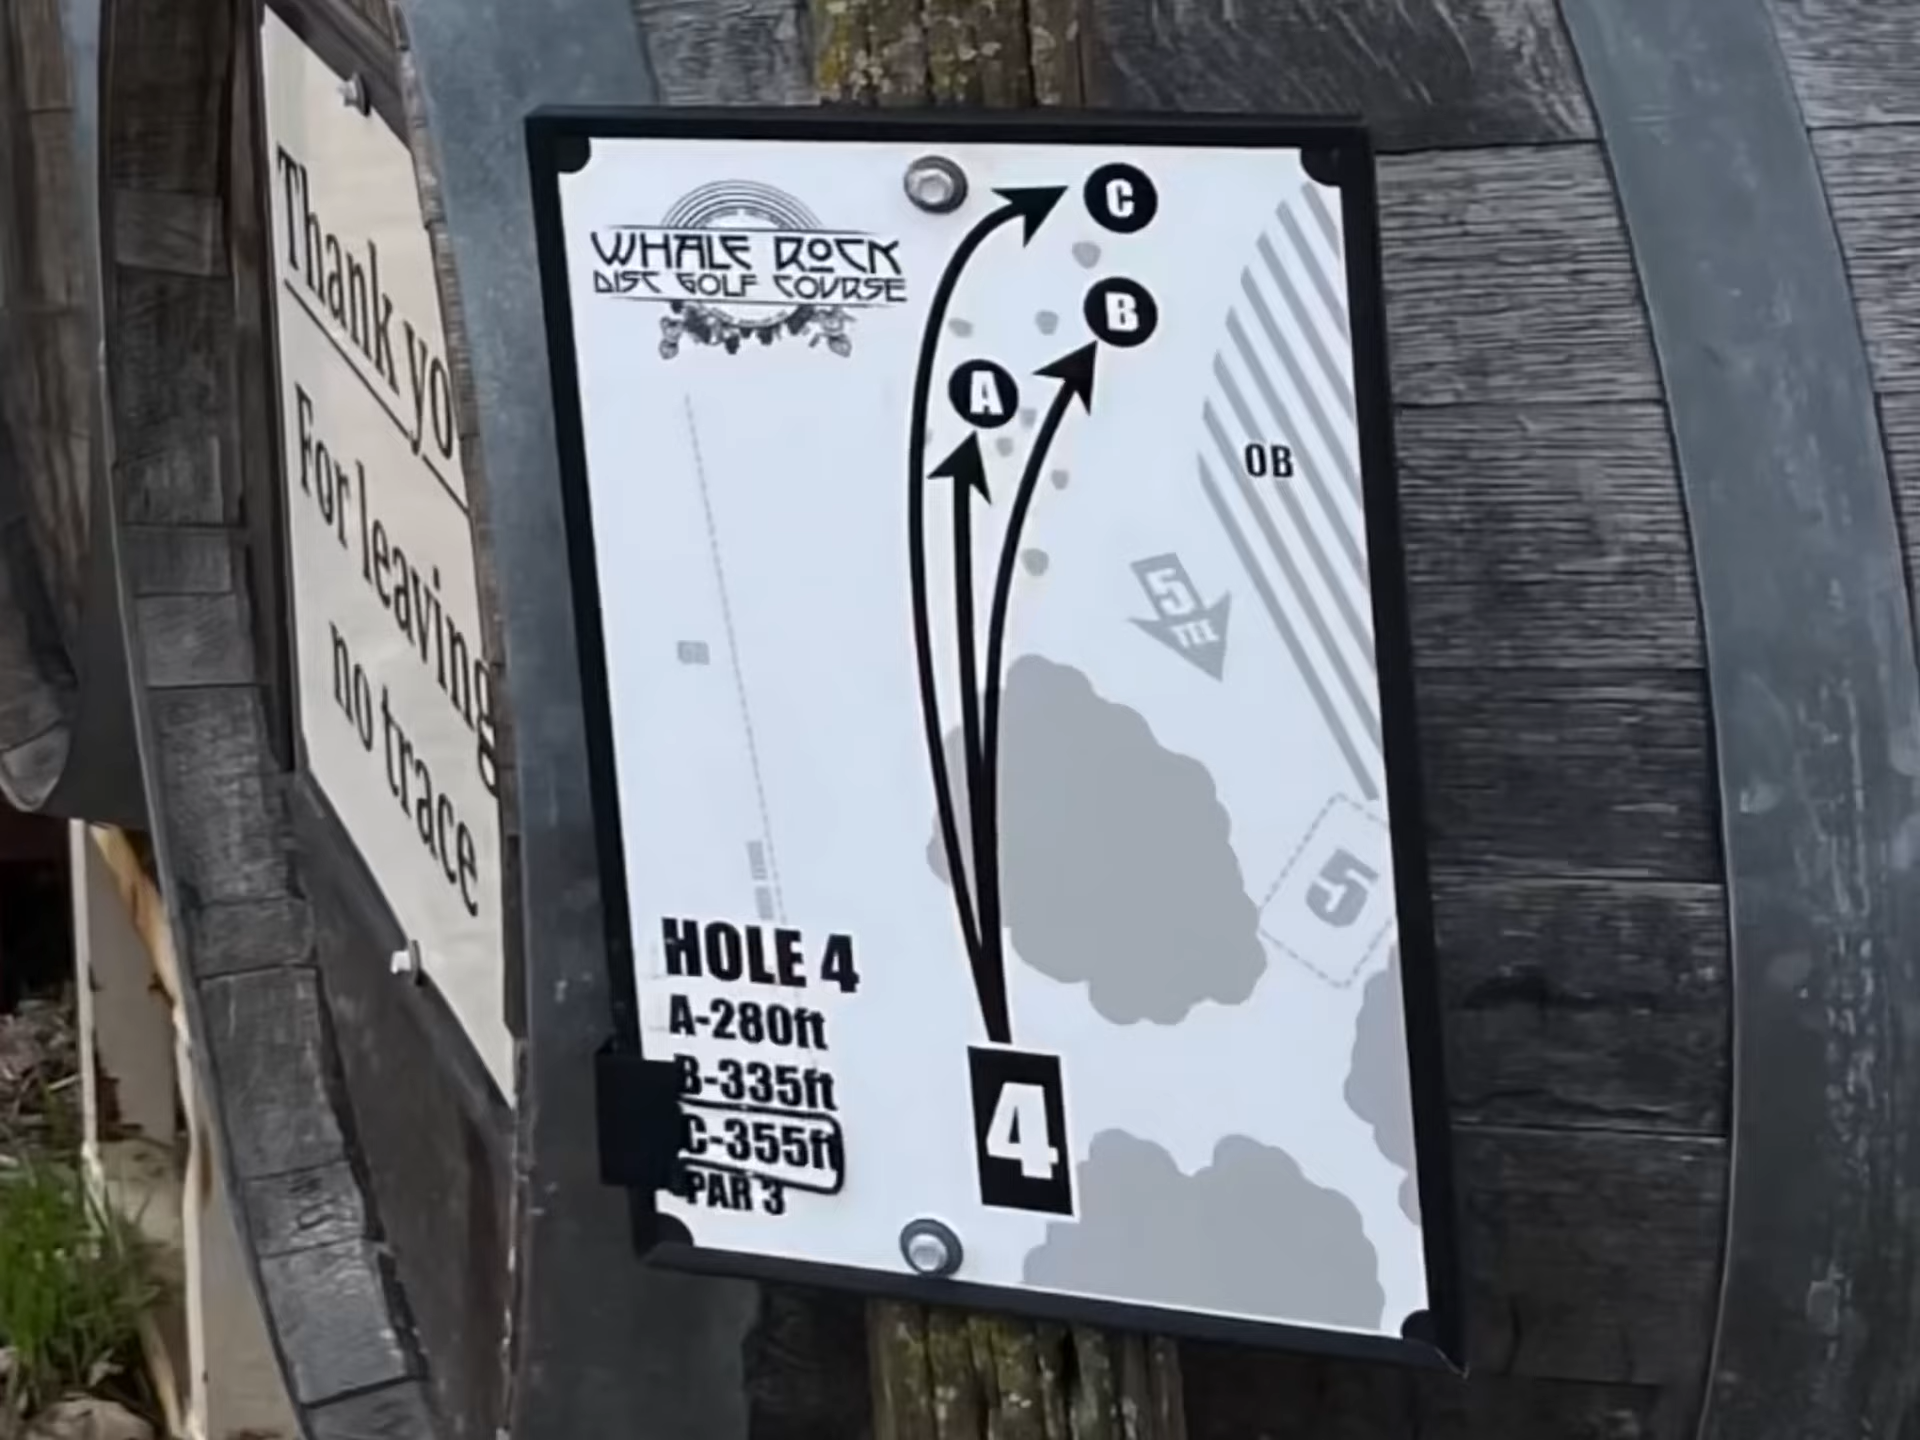 Thank yo
For leaving
no trace
WHALE ROCK
DISC GOLF COURSE
C
B
A
OB
5
TEE
5
HOLE 4
A-280ft
B-335ft
C-355ft
PAR 3
4